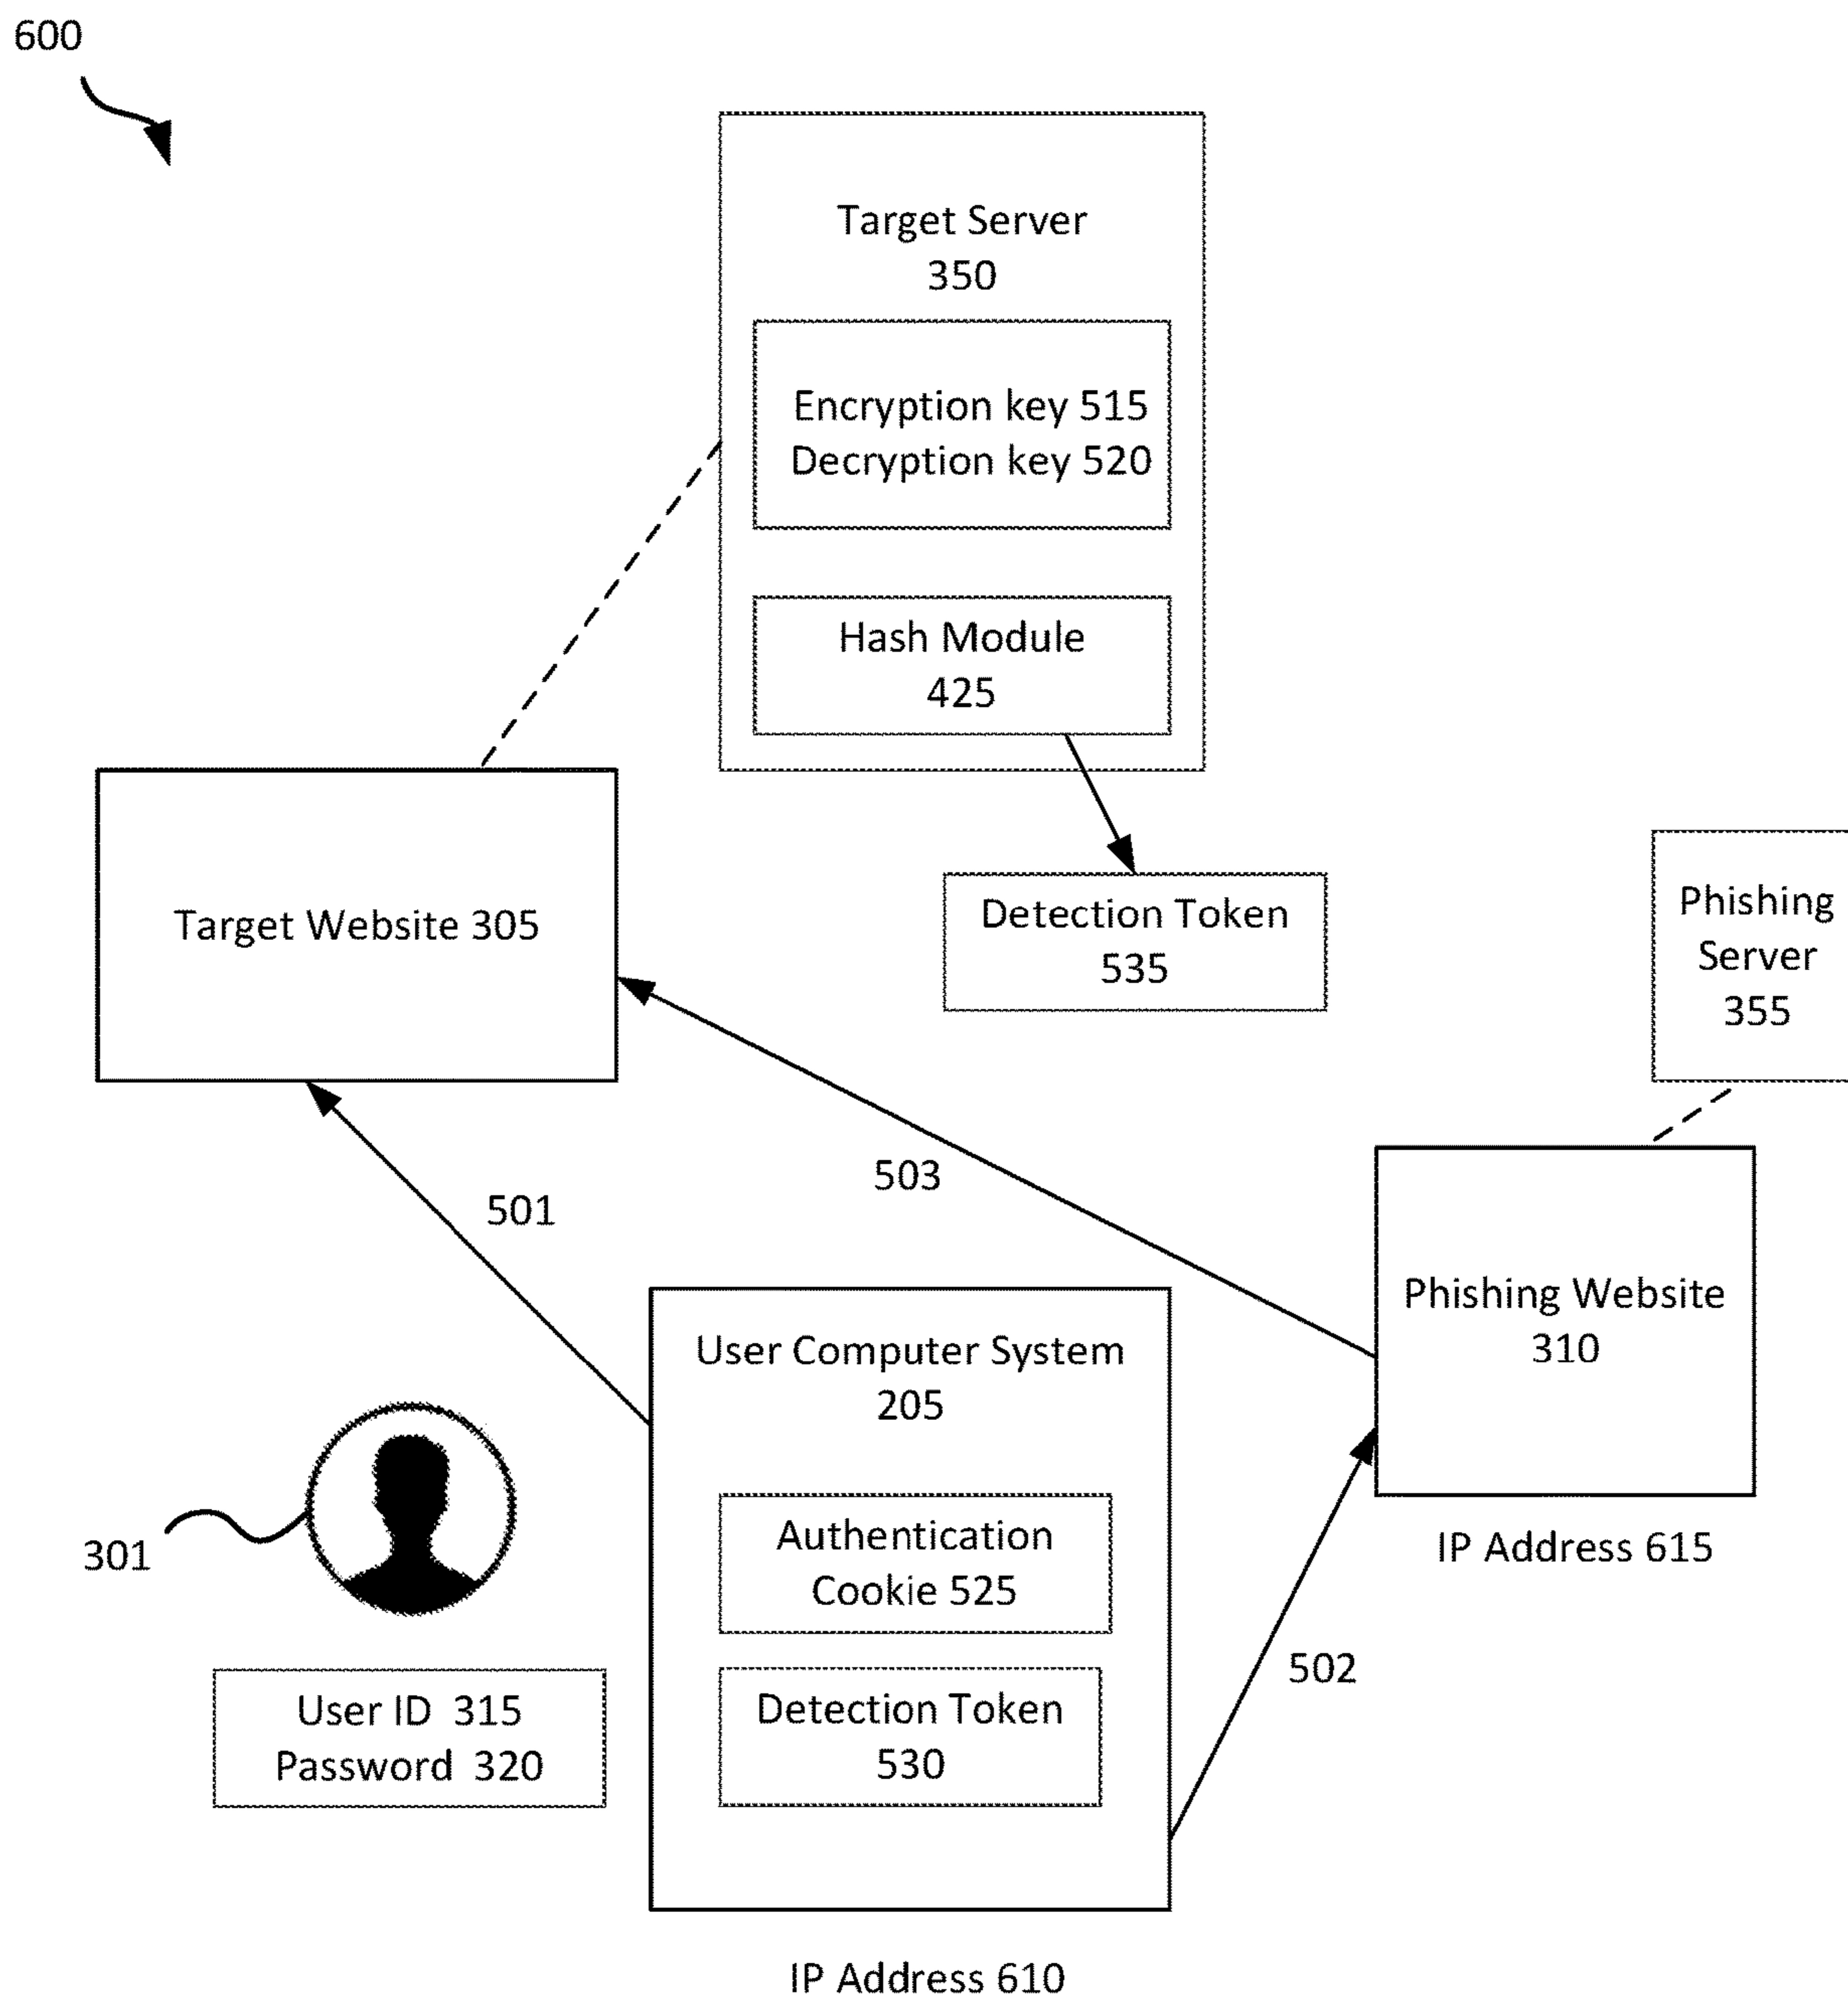 600
Target Server
350
Encryption key 515
Decryption key 520
Hash Module
425
Target Website 305
Detection Token
535
Phishing
Server
355
503
501
Phishing Website
310
User Computer System
205
Authentication
Cookie 525
IP Address 615
301
502
User ID 315
Password 320
Detection Token
530
IP Address 610